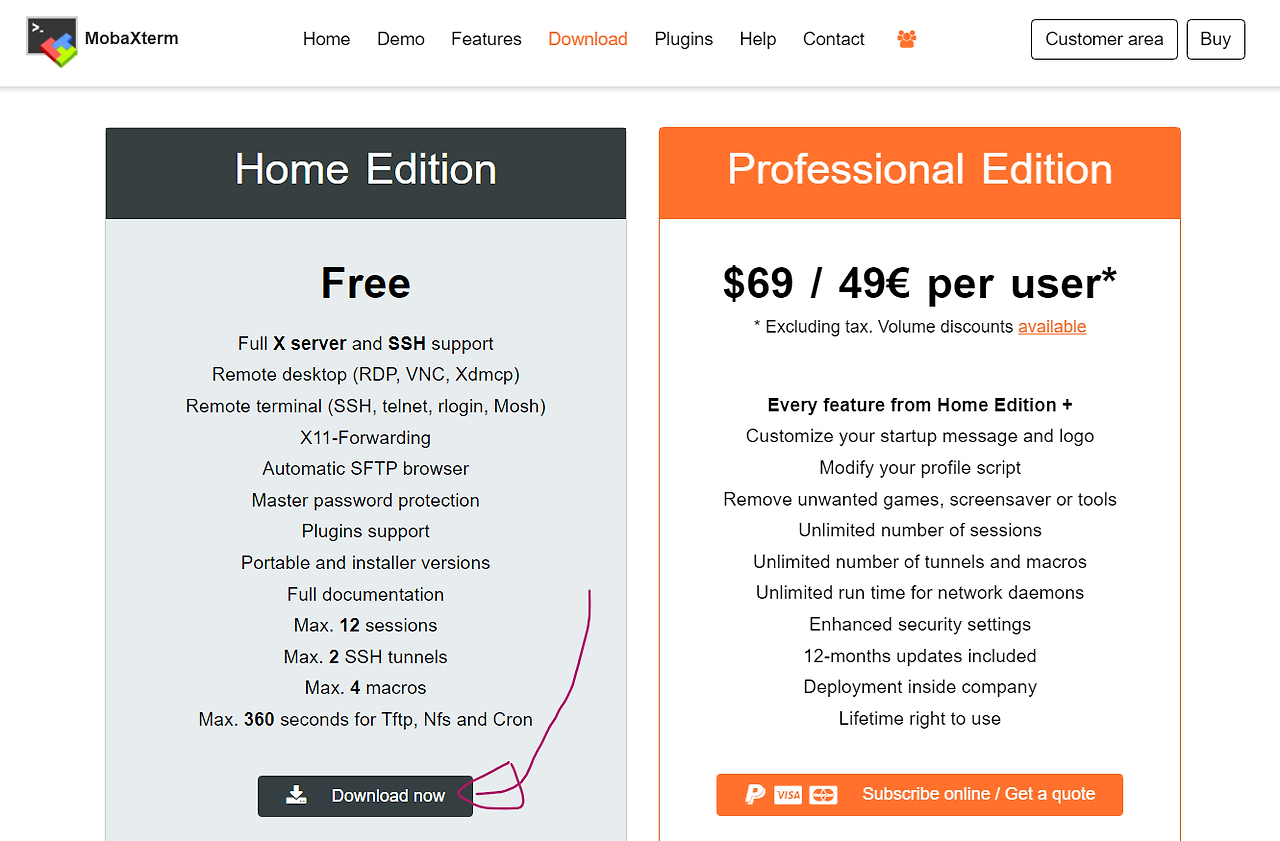 MobaXterm
Home Demo Features Download Plugins Help Contact
Customer area Buy
Home Edition
Free
Full X server and SSH support
Remote desktop (RDP, VNC, Xdmcp)
Remote terminal (SSH, telnet, rlogin, Mosh)
X11-Forwarding
Automatic SFTP browser
Master password protection
Plugins support
Portable and installer versions
Full documentation
Max. 12 sessions
Max. 2 SSH tunnels
Max. 4 macros
Max. 360 seconds for Tftp, Nfs and Cron
Download now
Professional Edition
$69 / 49€ per user*
* Excluding tax. Volume discounts available
Every feature from Home Edition +
Customize your startup message and logo
Modify your profile script
Remove unwanted games, screensaver or tools
Unlimited number of sessions
Unlimited number of tunnels and macros
Unlimited run time for network daemons
Enhanced security settings
12-months updates included
Deployment inside company
Lifetime right to use
VISA Subscribe online / Get a quote